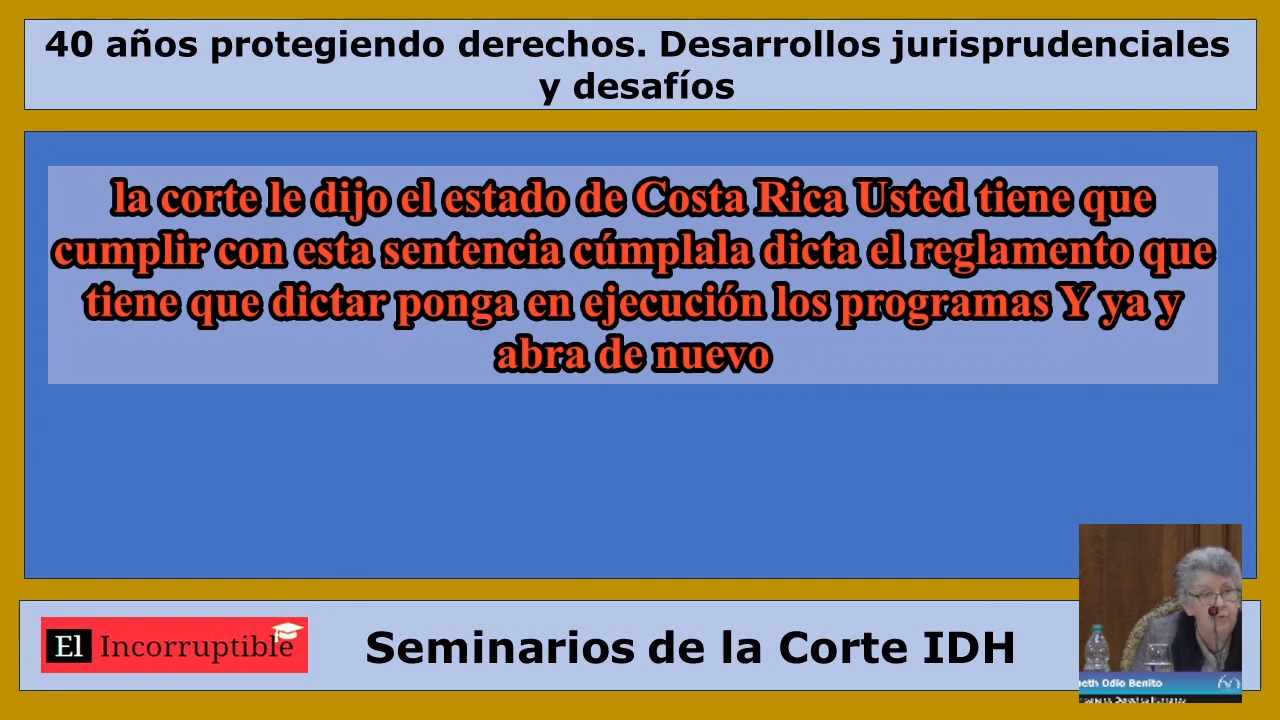 40 años protegiendo derechos. Desarrollos jurisprudenciales
y desafíos
la corte le dijo el estado de Costa Rica Usted tiene que
cumplir con esta sentencia cúmplala dicta el reglamento que
tiene que dictar ponga en ejecución los programas Y ya y
abra de nuevo
El Incorruptible
Seminarios de la Corte IDH
Odio Benito